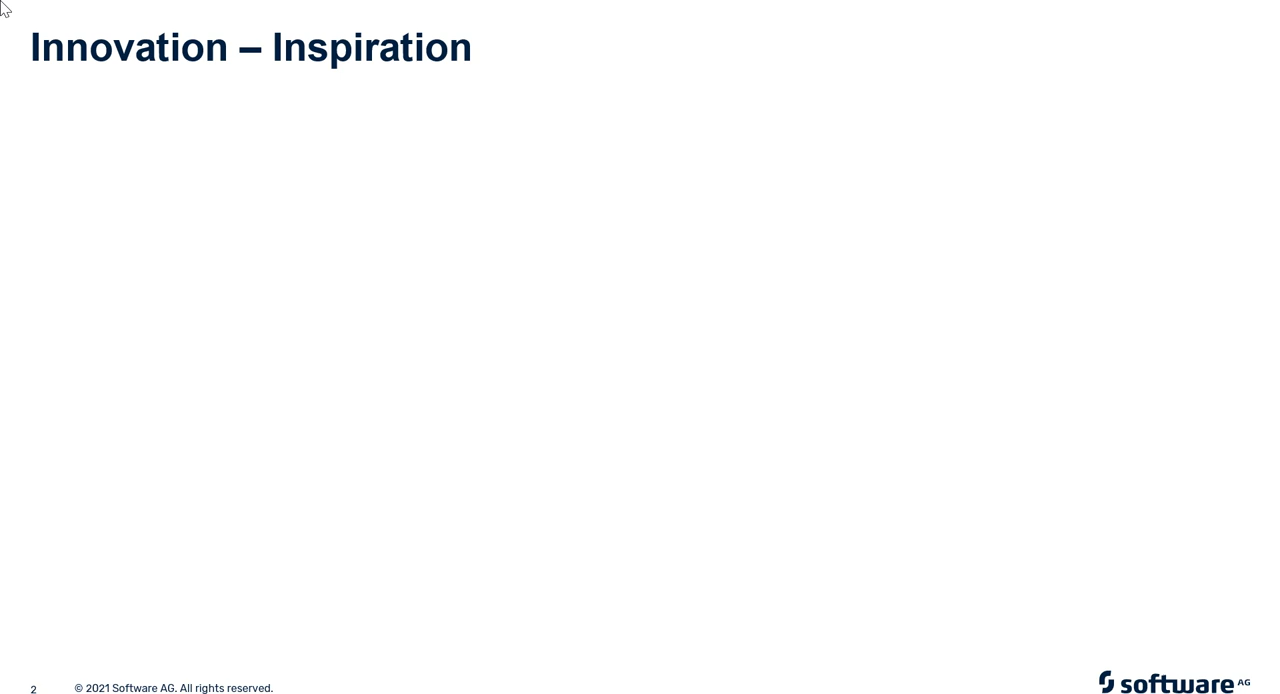 Innovation – Inspiration
2
© 2021 Software AG. All rights reserved.
software AG